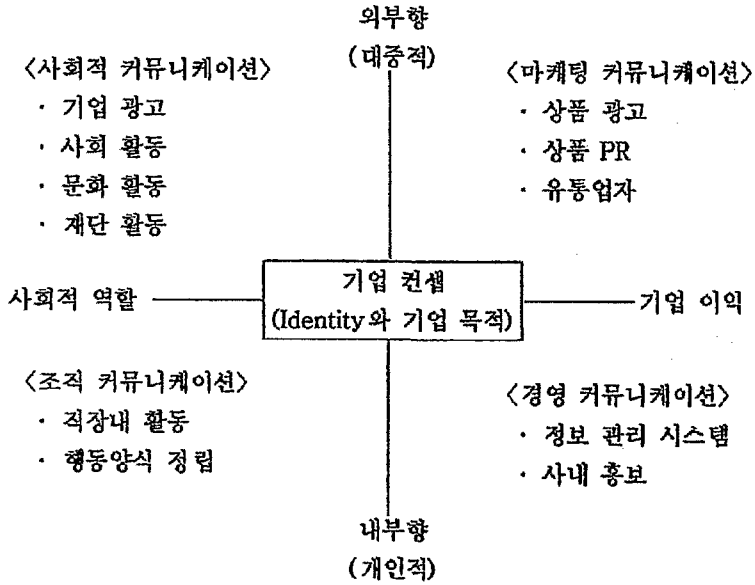 외부향
(대중적)
〈사회적 커뮤니케이션〉
· 기업 광고
· 사회 활동
· 문화 활동
· 재단 활동
〈마케팅 커뮤니케이션〉
· 상품 광고
· 상품 PR
· 유통업자
사회적 역할
기업 컨셉
(Identity와 기업 목적)
기업 이익
〈조직 커뮤니케이션〉
· 직장내 활동
· 행동양식 정립
〈경영 커뮤니케이션〉
· 정보 관리 시스템
· 사내 홍보
내부향
(개인적)